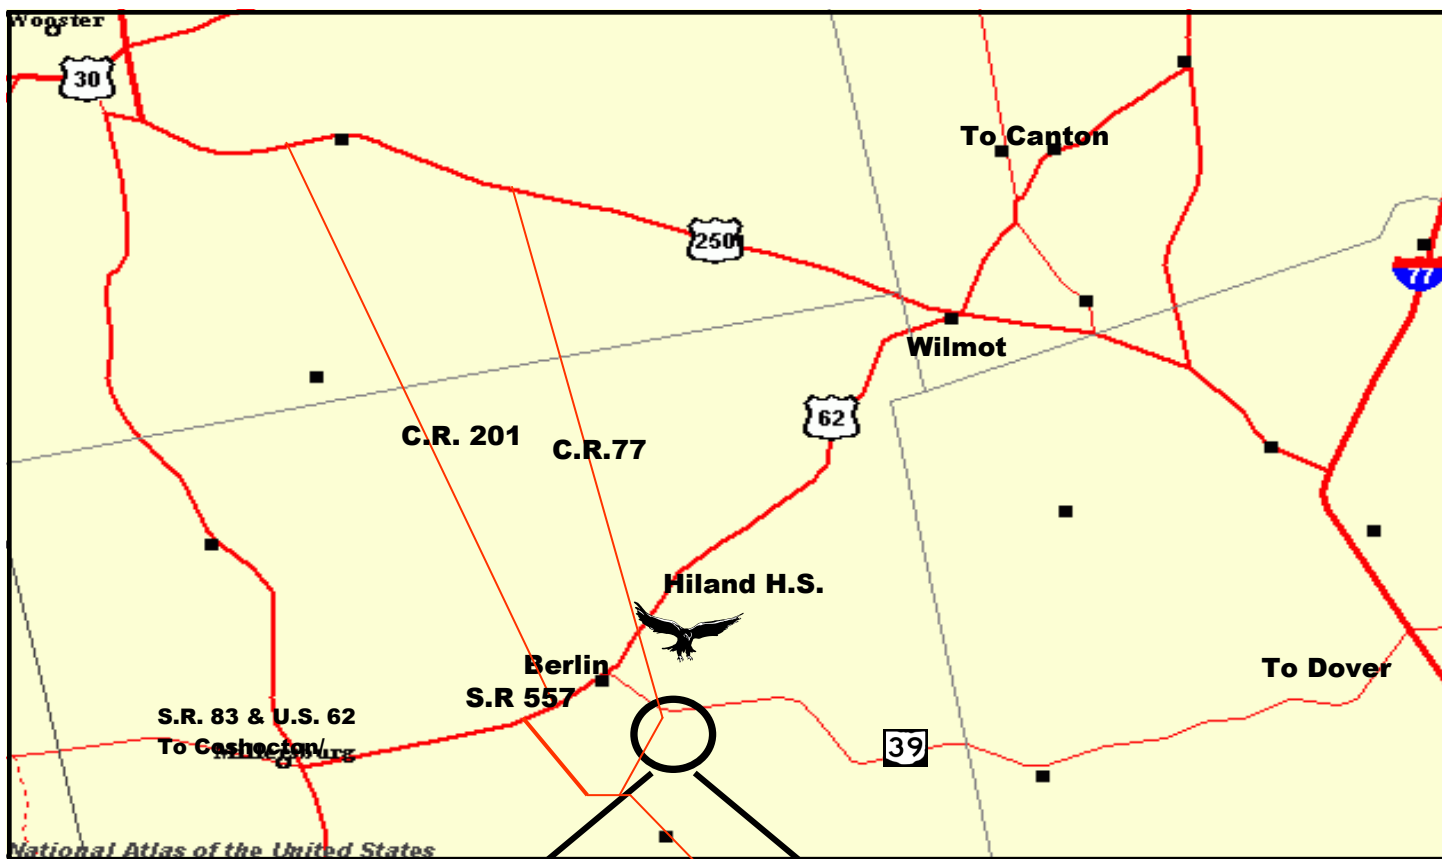 Wooster
30
To Canton
250
77
Wilmot
62
C.R. 201
C.R.77
Hiland H.S.
Berlin
S.R 557
To Dover
S.R. 83 & U.S. 62
To Coshocton/
39
National Atlas of the United States